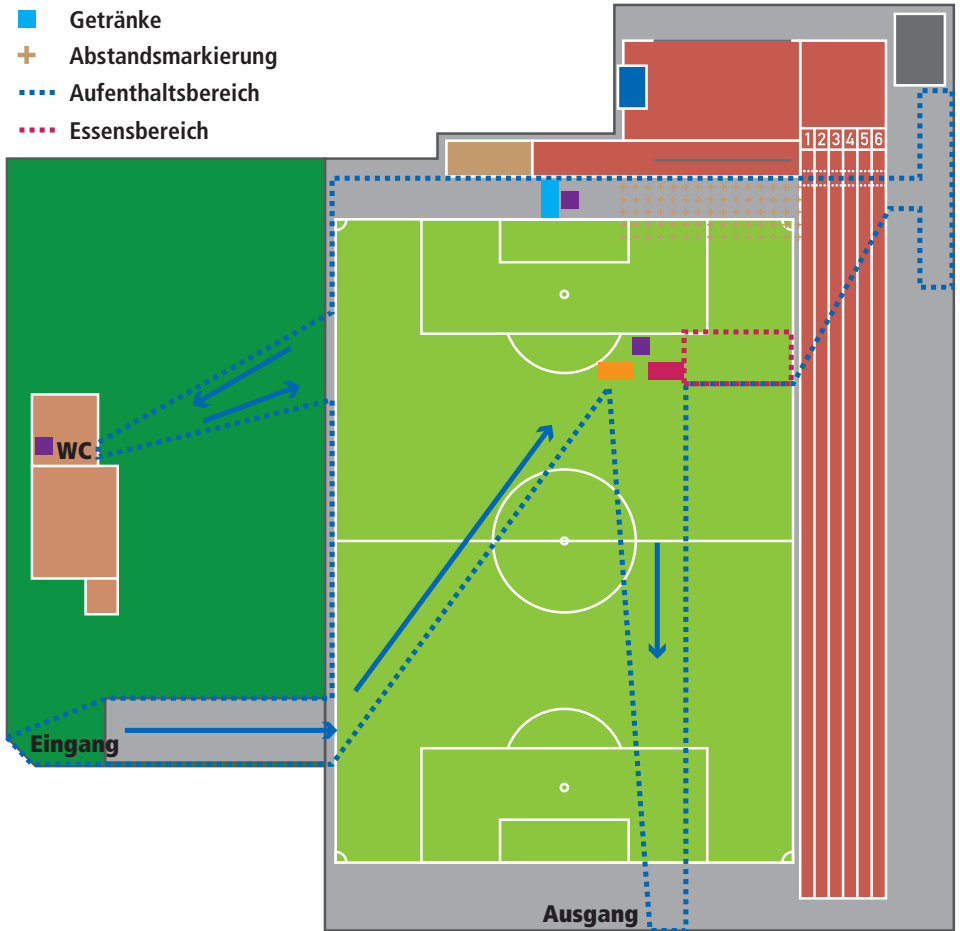 Getränke
Abstandsmarkierung
Aufenthaltsbereich
Essensbereich
1 2 3 4 5 6
WC
Eingang
Ausgang